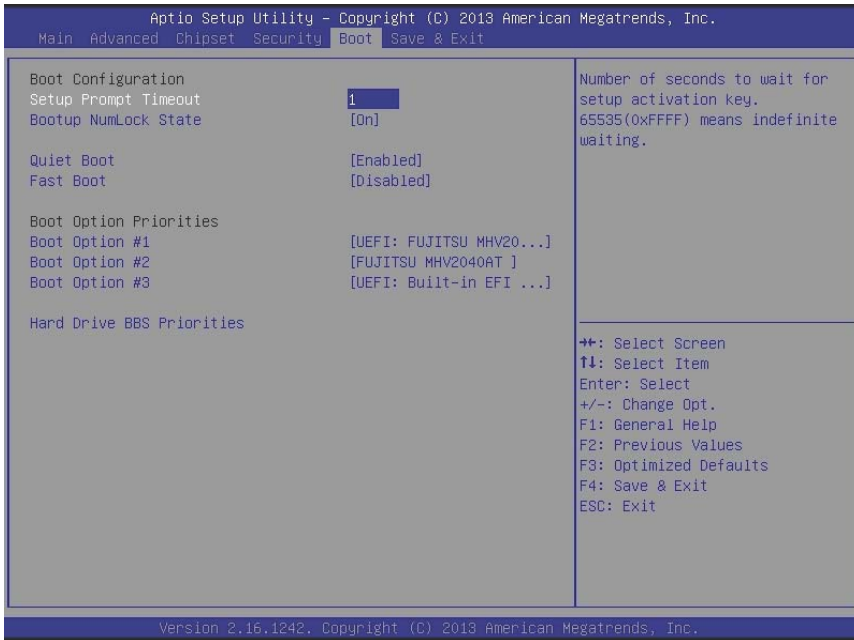 Aptio Setup Utility – Copyright (C) 2013 American Megatrends, Inc.
Main Advanced Chipset Security Boot Save & Exit
Boot Configuration
Setup Prompt Timeout 1
Bootup NumLock State [On]
Quiet Boot [Enabled]
Fast Boot [Disabled]
Boot Option Priorities
Boot Option #1 [UEFI: FUJITSU MHV20...]
Boot Option #2 [FUJITSU MHV2040AT ]
Boot Option #3 [UEFI: Built-in EFI ...]
Hard Drive BBS Priorities
Number of seconds to wait for
setup activation key.
65535(0xFFFF) means indefinite
waiting.
→←: Select Screen
↑↓: Select Item
Enter: Select
+/-: Change Opt.
F1: General Help
F2: Previous Values
F3: Optimized Defaults
F4: Save & Exit
ESC: Exit
Version 2.16.1242. Copyright (C) 2013 American Megatrends, Inc.